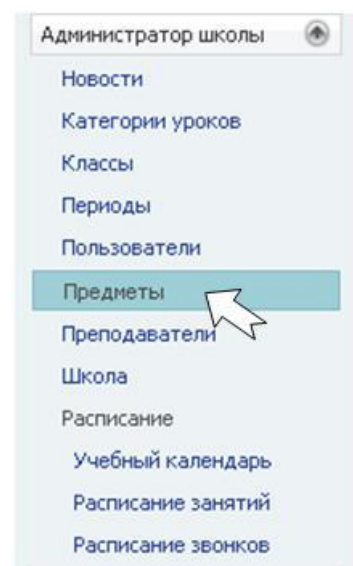 Администратор школы
Новости
Категории уроков
Классы
Периоды
Пользователи
Предметы
Преподаватели
Школа
Расписание
Учебный календарь
Расписание занятий
Расписание звонков